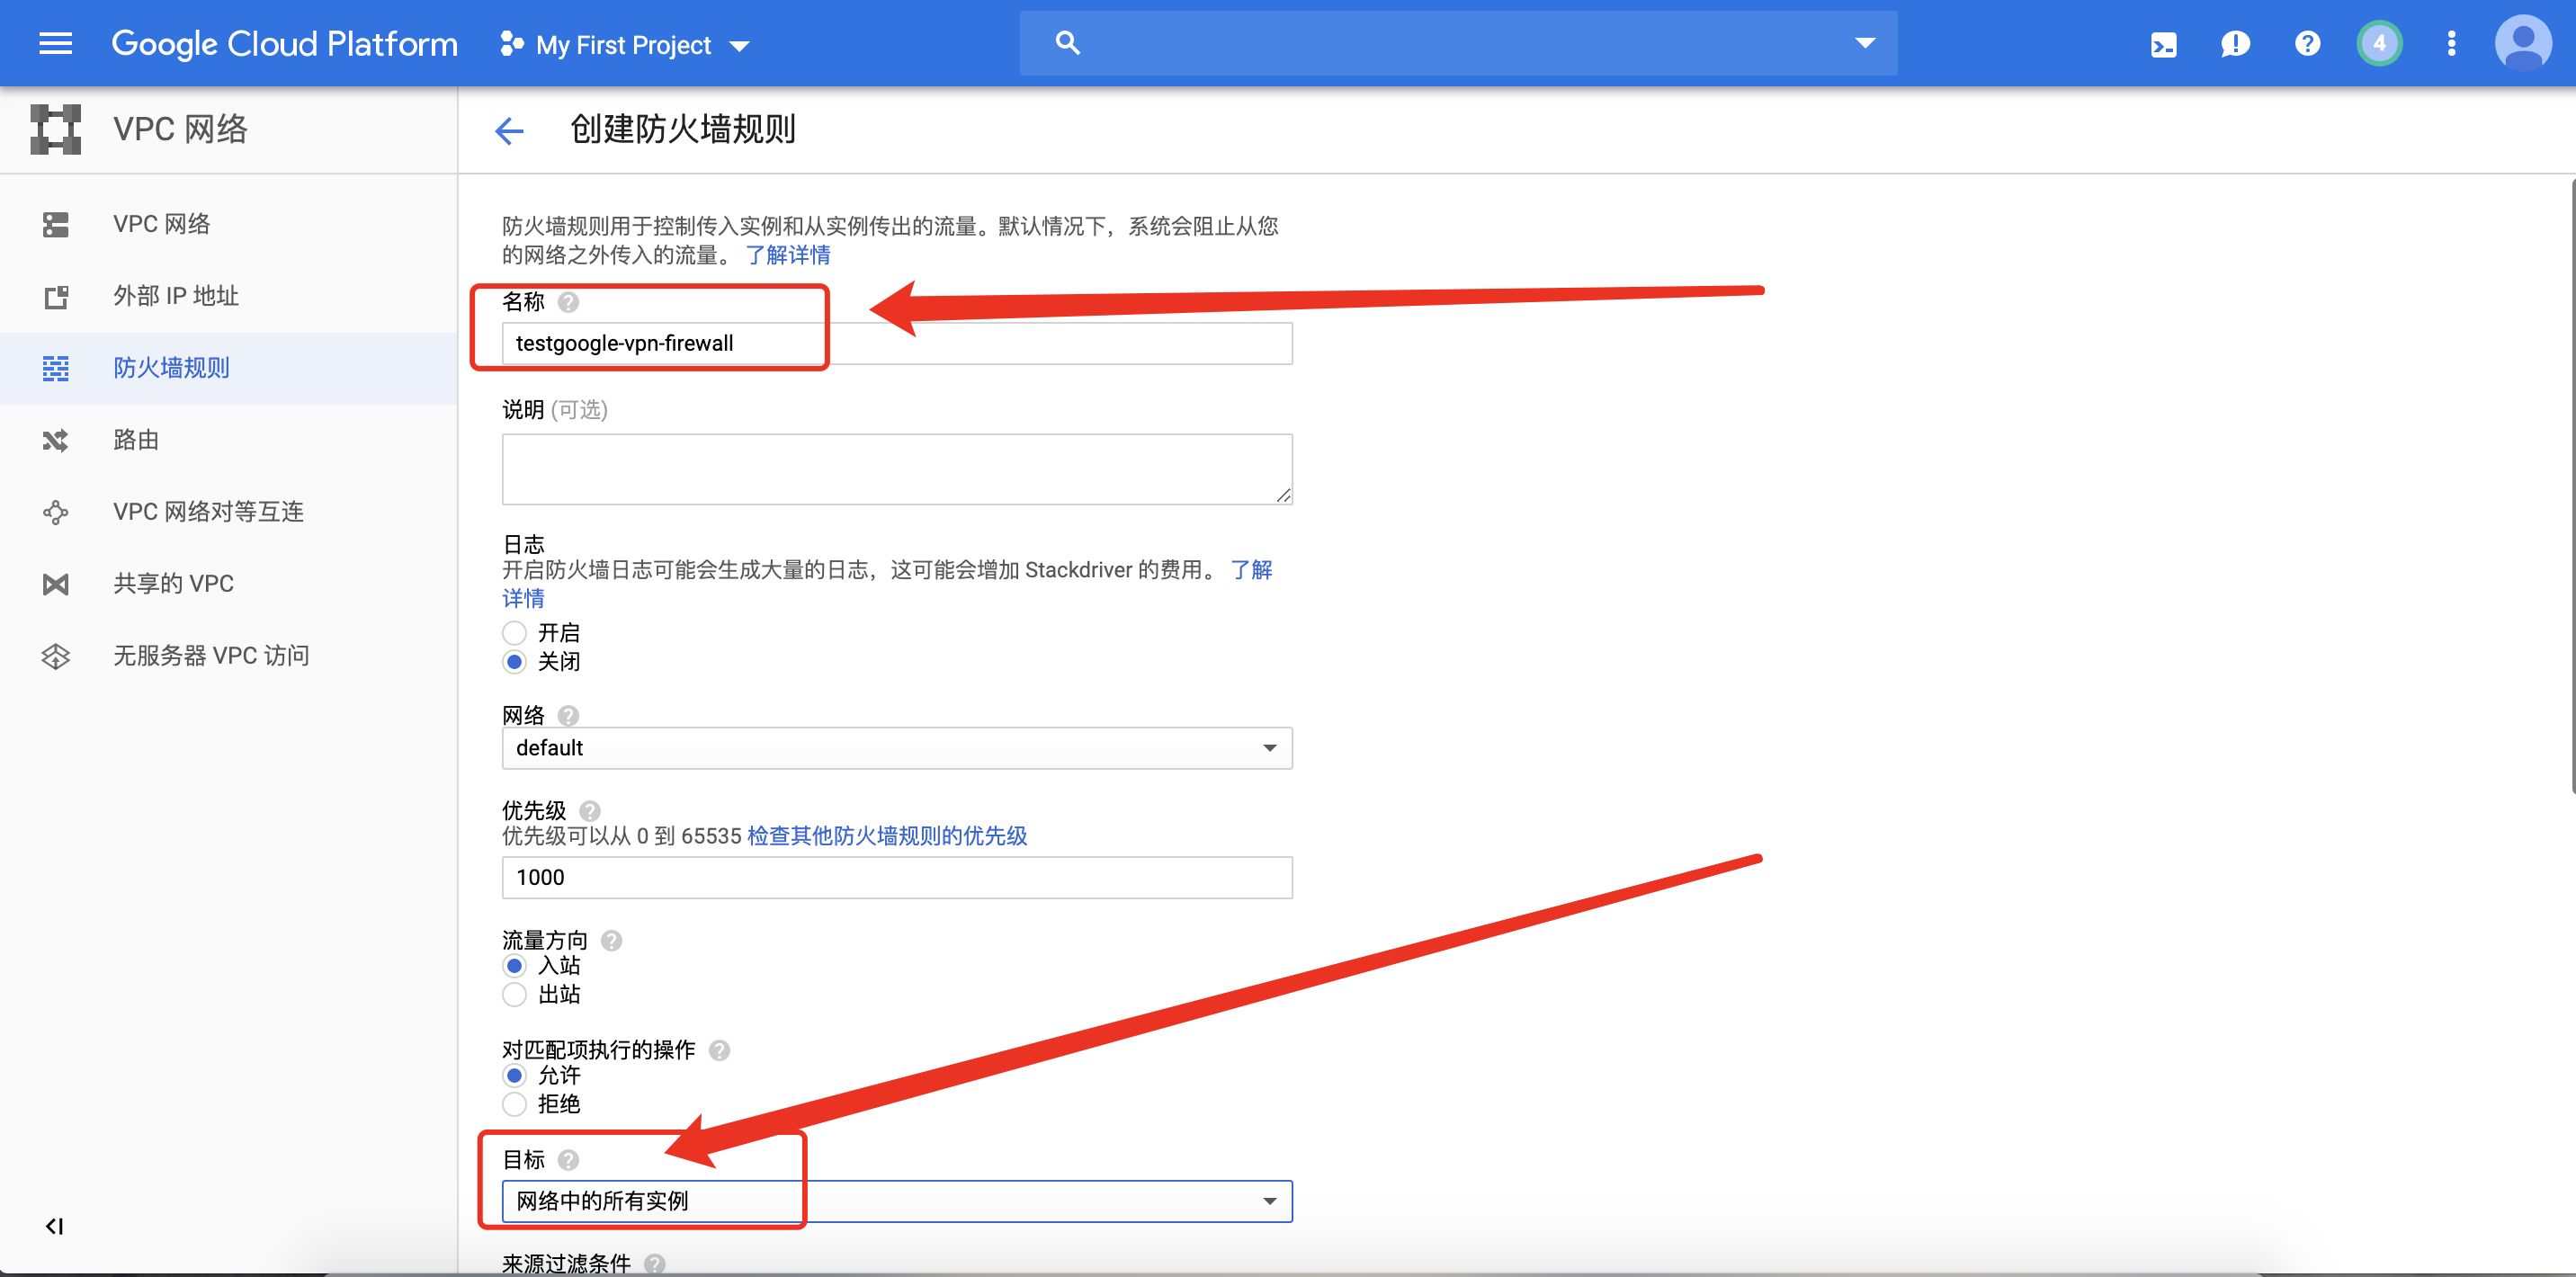 Google Cloud Platform
My First Project
4
VPC 网络
创建防火墙规则
VPC 网络
外部 IP 地址
防火墙规则
路由
VPC 网络对等互连
共享的 VPC
无服务器 VPC 访问
防火墙规则用于控制传入实例和从实例传出的流量。默认情况下，系统会阻止从您
的网络之外传入的流量。 了解详情
名称
testgoogle-vpn-firewall
说明 (可选)
日志
开启防火墙日志可能会生成大量的日志，这可能会增加 Stackdriver 的费用。 了解
详情
开启
关闭
网络
default
优先级
优先级可以从 0 到 65535 检查其他防火墙规则的优先级
1000
流量方向
入站
出站
对匹配项执行的操作
允许
拒绝
目标
网络中的所有实例
来源过滤条件